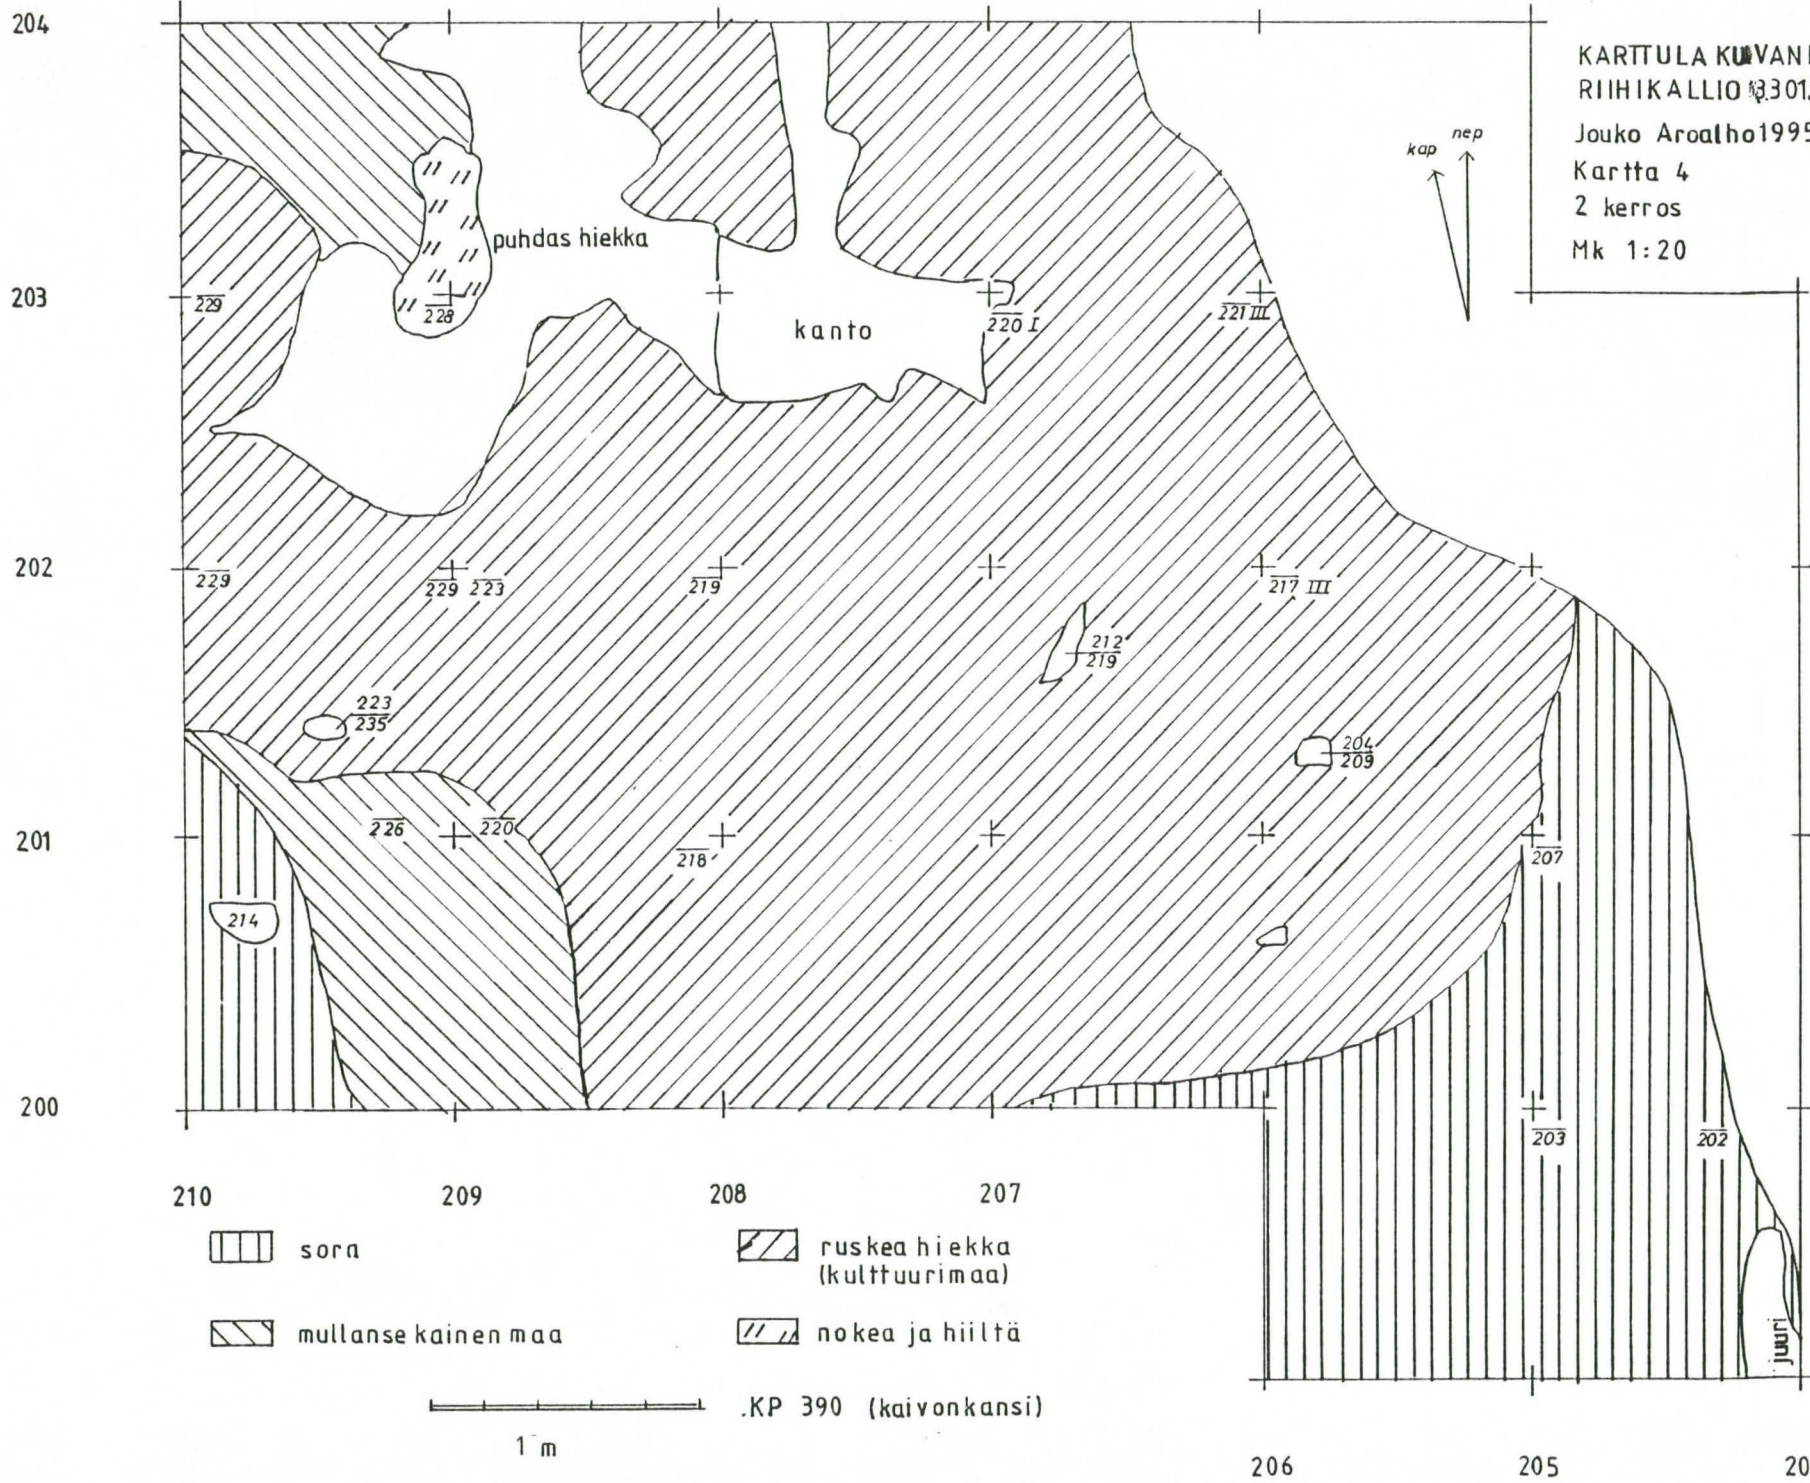 204
KARTTULA
RIIHIKALLIO
Jouko Aroalho 1995
Kartta 4
2 kerros
Mk 1:20
kap
nep
puhdas hiekka
203
229
228
kanto
220 I
221 III
202
229
229 223
219
217 III
212
219
223
235
204
209
201
226
220
218
207
214
200
203
202
210
209
208
207
sora
ruskea hiekka
(kulttuurimaa)
mullansekainen maa
nokea ja hiiltä
juuri
.KP 390 (kaivonkansi)
1 m
206
205